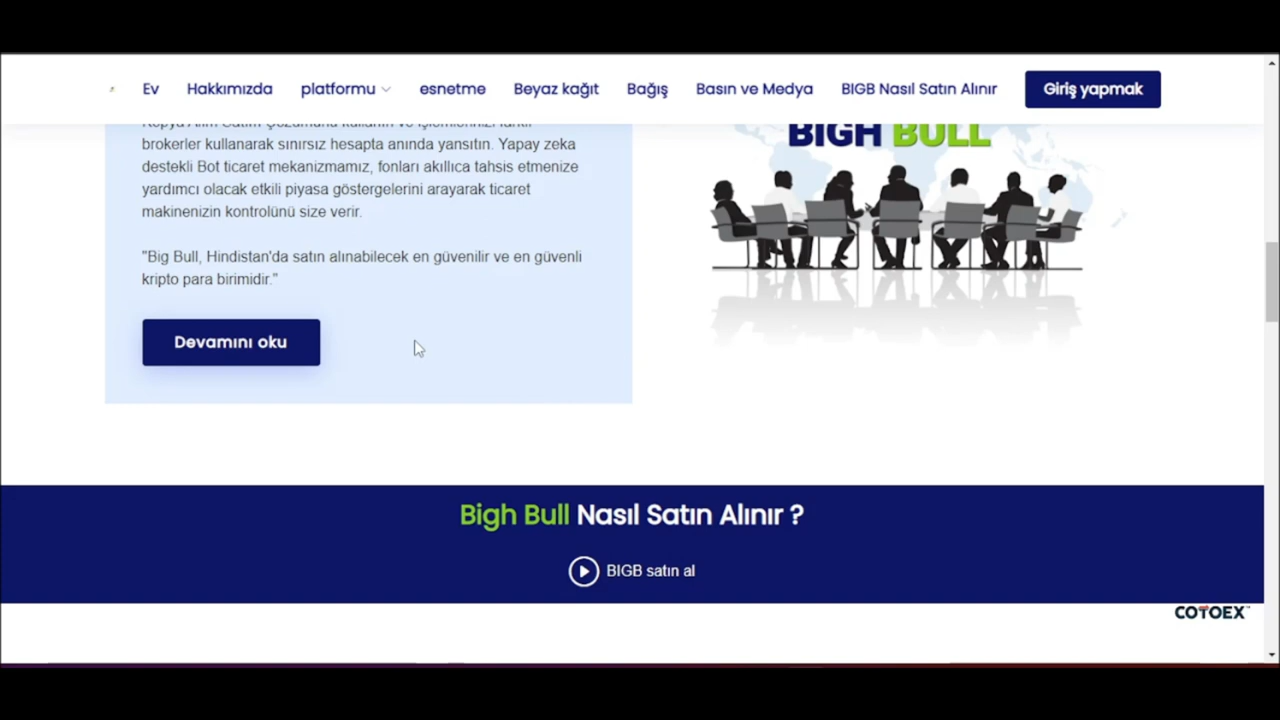 Ev Hakkımızda platformu esnetme Beyaz kağıt Bağış Basın ve Medya BIGB Nasıl Satın Alınır Giriş yapmak
brokerler kullanarak sınırsız hesapta anında yansıtın. Yapay zeka
destekli Bot ticaret mekanizmamız, fonları akıllıca tahsis etmenize
yardımcı olacak etkili piyasa göstergelerini arayarak ticaret
makinenizin kontrolünü size verir.
"Big Bull, Hindistan'da satın alınabilecek en güvenilir ve en güvenli
kripto para birimidir."
Devamını oku
BIGH BULL
Bigh Bull Nasıl Satın Alınır ?
BIGB satın al
COTOEX